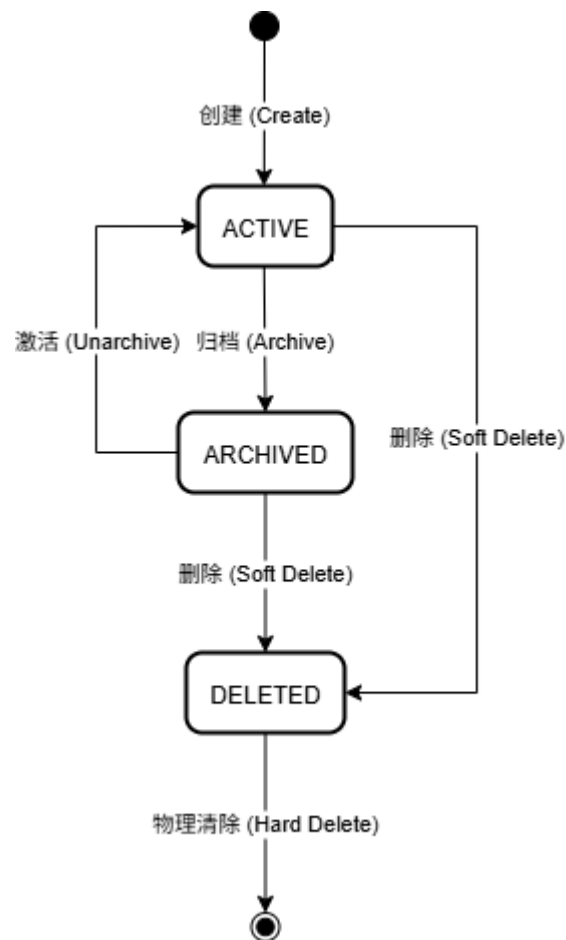 创建 (Create)
ACTIVE
激活 (Unarchive)
归档 (Archive)
删除 (Soft Delete)
ARCHIVED
删除 (Soft Delete)
DELETED
物理清除 (Hard Delete)